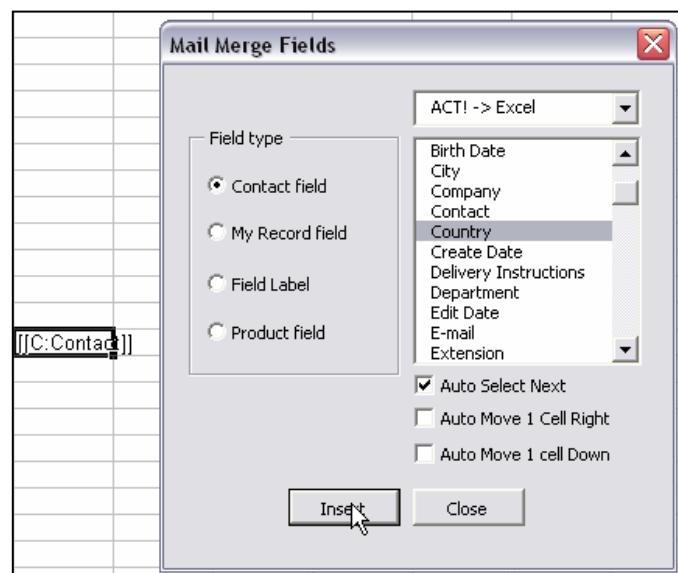 Mail Merge Fields
ACT! -> Excel
Field type
Contact field
My Record field
Field Label
Product field
Birth Date
City
Company
Contact
Country
Create Date
Delivery Instructions
Department
Edit Date
E-mail
Extension
[[C:Contact]]
Auto Select Next
Auto Move 1 Cell Right
Auto Move 1 cell Down
Insert
Close